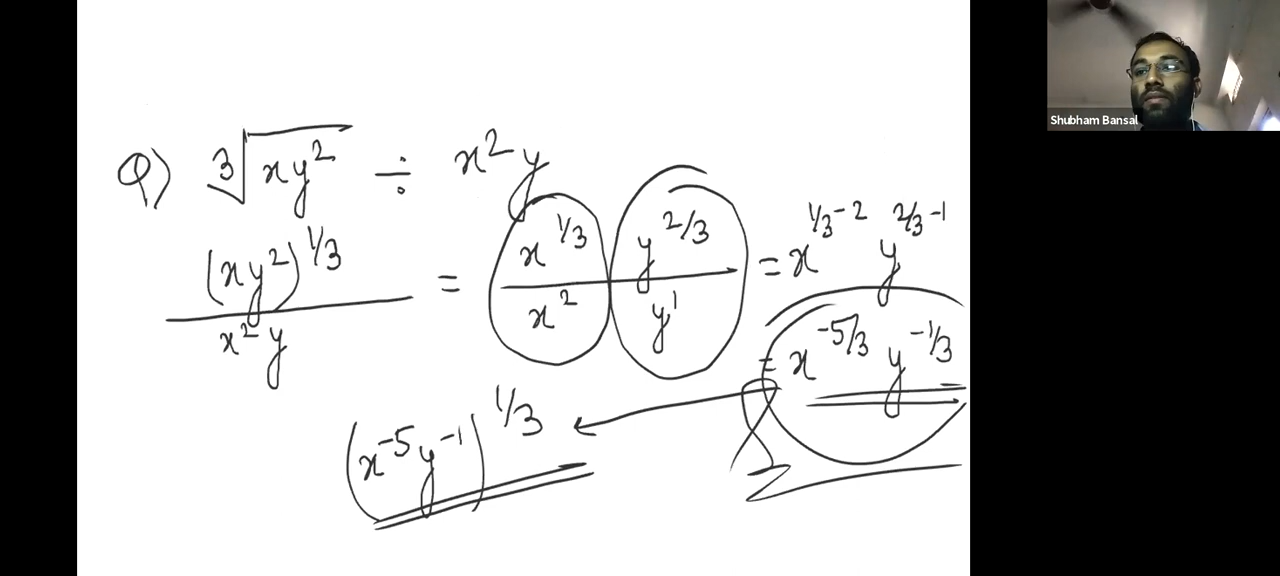 Q) ∛(xy²) ÷ x²y
(xy²)^1/3 / x²y = x^1/3 / x² y^2/3 / y¹ = x^1/3-2 y^2/3-1
= x^-5/3 y^-1/3
(x^-5 y^-1)^1/3
Shubham Bansal